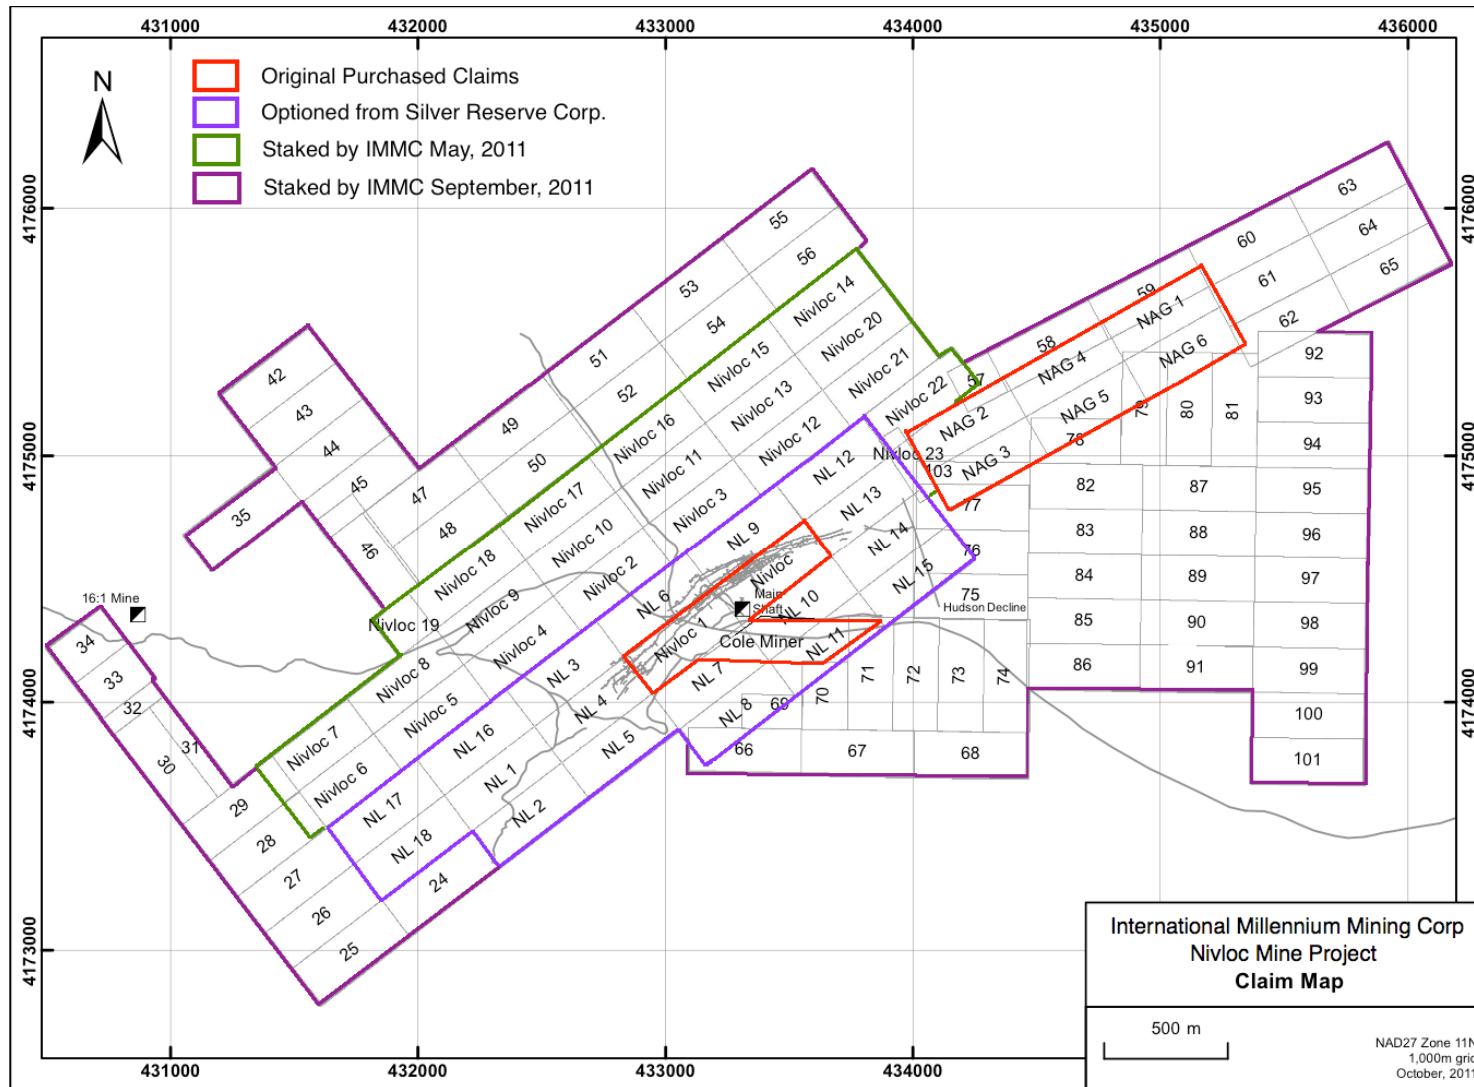 431000 432000 433000 434000 435000 436000
N
Original Purchased Claims
Optioned from Silver Reserve Corp.
Staked by IMMC May, 2011
Staked by IMMC September, 2011
4176000
4175000
4174000
4173000
4176000
4175000
4174000
63
55
64
60
56
65
61
53
Nivloc 14
59
NAG 1
62
54
Nivloc 20
58
NAG 6
92
51
Nivloc 15
Nivloc 21
NAG 4
42
57
52
Nivloc 13
Nivloc 22
NAG 5
79
80
81
93
43
49
Nivloc 16
Nivloc 12
NAG 2
78
94
44
50
Nivloc 11
NL 12
Nivloc 23
103
NAG 3
45
47
Nivloc 17
Nivloc 3
NL 13
82
87
95
35
48
Nivloc 10
NL 9
77
46
NL 14
83
88
96
76
Nivloc 18
Nivloc 2
Nivloc
NL 15
84
89
97
16:1 Mine
Nivloc 9
NL 6
Main
Shaft
NL 10
75
Hudson Decline
34
Nivloc 19
Nivloc 4
Nivloc 1
Cole Miner
NL 11
85
90
98
33
Nivloc 8
NL 3
NL 7
71
72
73
74
86
91
99
32
Nivloc 5
NL 4
NL 8
69
70
100
31
30
Nivloc 7
NL 16
NL 5
66
67
68
101
Nivloc 6
NL 1
29
NL 17
NL 2
28
NL 18
27
24
26
25
International Millennium Mining Corp
Nivloc Mine Project
Claim Map
500 m
NAD27 Zone 11N
1,000m grid
October, 2011
431000 432000 433000 434000